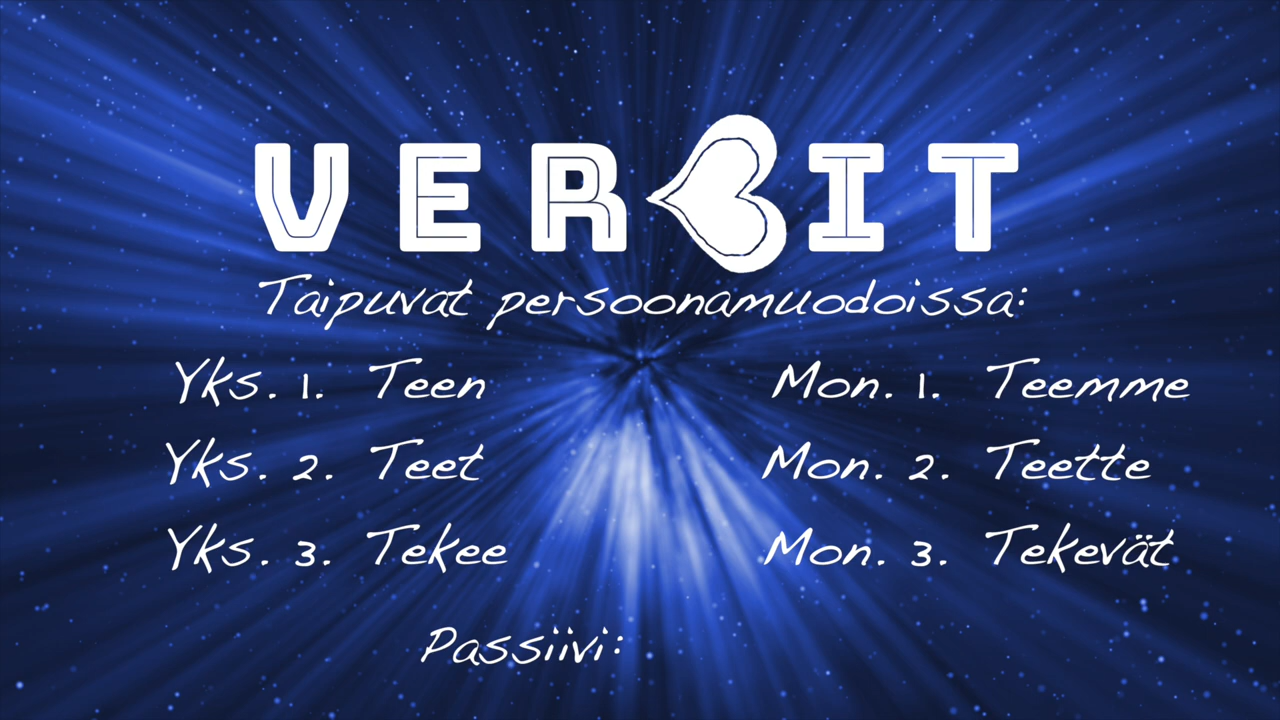 VERBIT
Taipuvat persoonamuodoissa:
Yks. 1. Teen
Mon. 1. Teemme
Yks. 2. Teet
Mon. 2. Teette
Yks. 3. Tekee
Mon. 3. Tekevät
Passiivi: